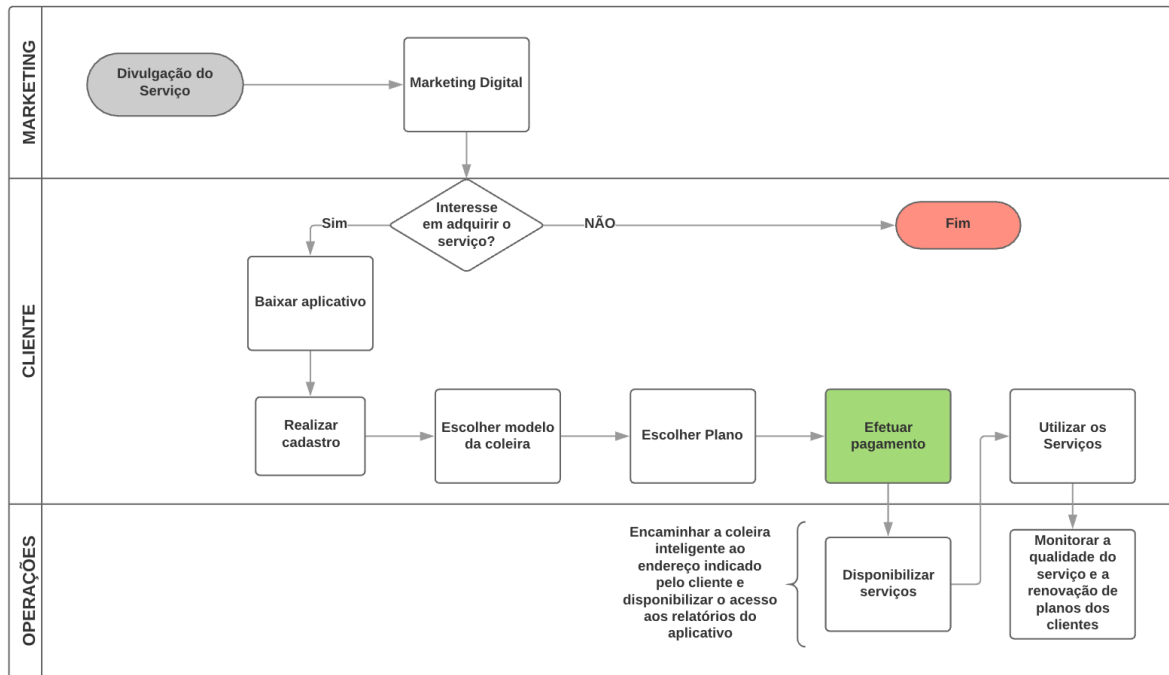 MARKETING
Divulgação do
Serviço
Marketing Digital
CLIENTE
Interesse
em adquirir o
serviço?
Sim
NÃO
Fim
Baixar aplicativo
Realizar
cadastro
Escolher modelo
da coleira
Escolher Plano
Efetuar
pagamento
Utilizar os
Serviços
OPERAÇÕES
Encaminhar a coleira
inteligente ao
endereço indicado
pelo cliente e
disponibilizar o acesso
aos relatórios do
aplicativo
Disponibilizar
serviços
Monitorar a
qualidade do
serviço e a
renovação de
planos dos
clientes